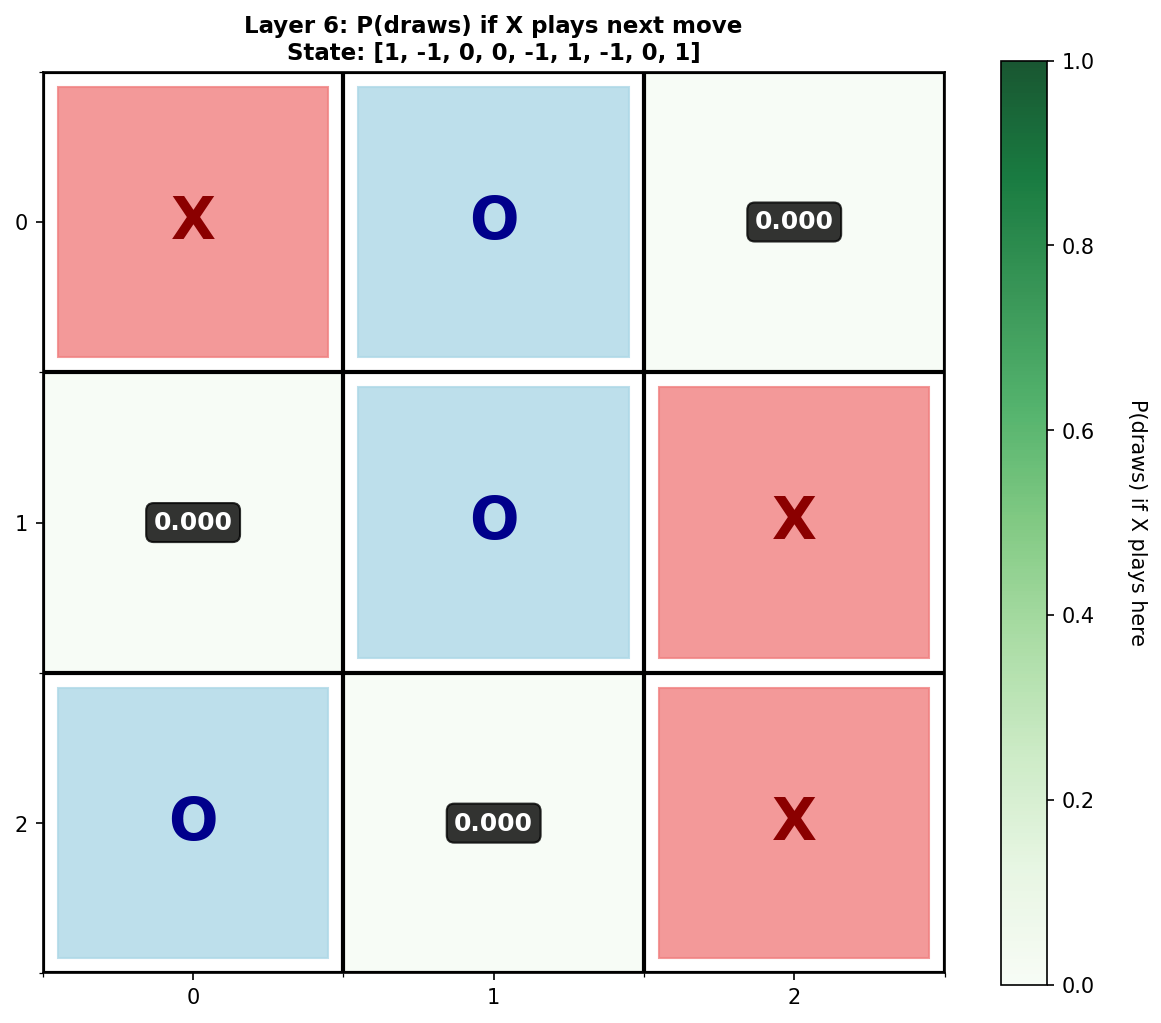 Layer 6: P(draws) if X plays next move
State: [1, -1, 0, 0, -1, 1, -1, 0, 1]
0
X
O
0.000
1
0.000
O
X
2
O
0.000
X
0
1
2
1.0
0.8
0.6
0.4
0.2
0.0
P(draws) if X plays here